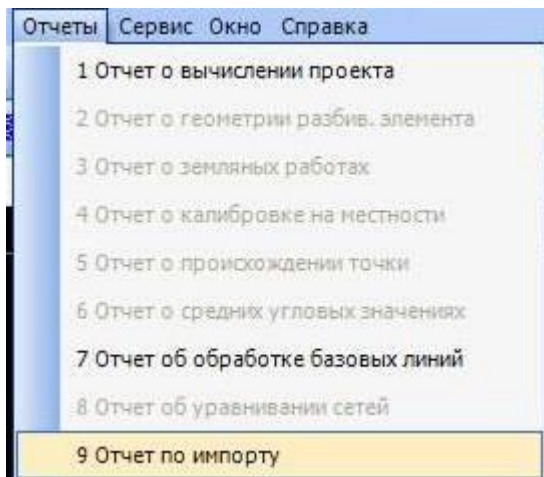 Отчеты Сервис Окно Справка
1 Отчет о вычислении проекта
2 Отчет о геометрии разбив. элемента
3 Отчет о земляных работах
4 Отчет о калибровке на местности
5 Отчет о происхождении точки
6 Отчет о средних угловых значениях
7 Отчет об обработке базовых линий
8 Отчет об уравнивании сетей
9 Отчет по импорту